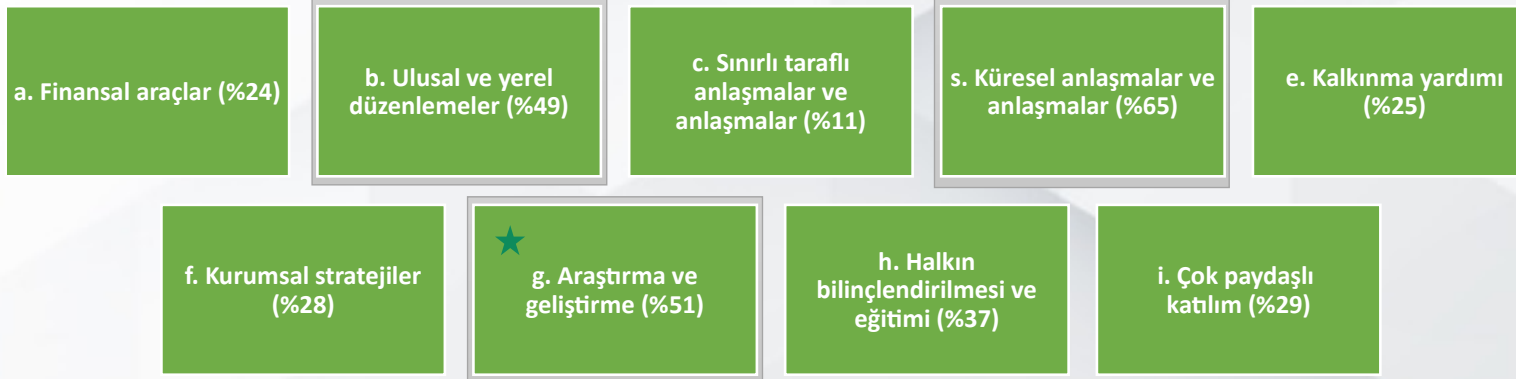 a. Finansal araçlar (%24)
b. Ulusal ve yerel
düzenlemeler (%49)
c. Sınırlı taraflı
anlaşmalar ve
anlaşmalar (%11)
s. Küresel anlaşmalar ve
anlaşmalar (%65)
e. Kalkınma yardımı
(%25)
f. Kurumsal stratejiler
(%28)
g. Araştırma ve
geliştirme (%51)
h. Halkın
bilinçlendirilmesi ve
eğitimi (%37)
i. Çok paydaşlı
katılım (%29)